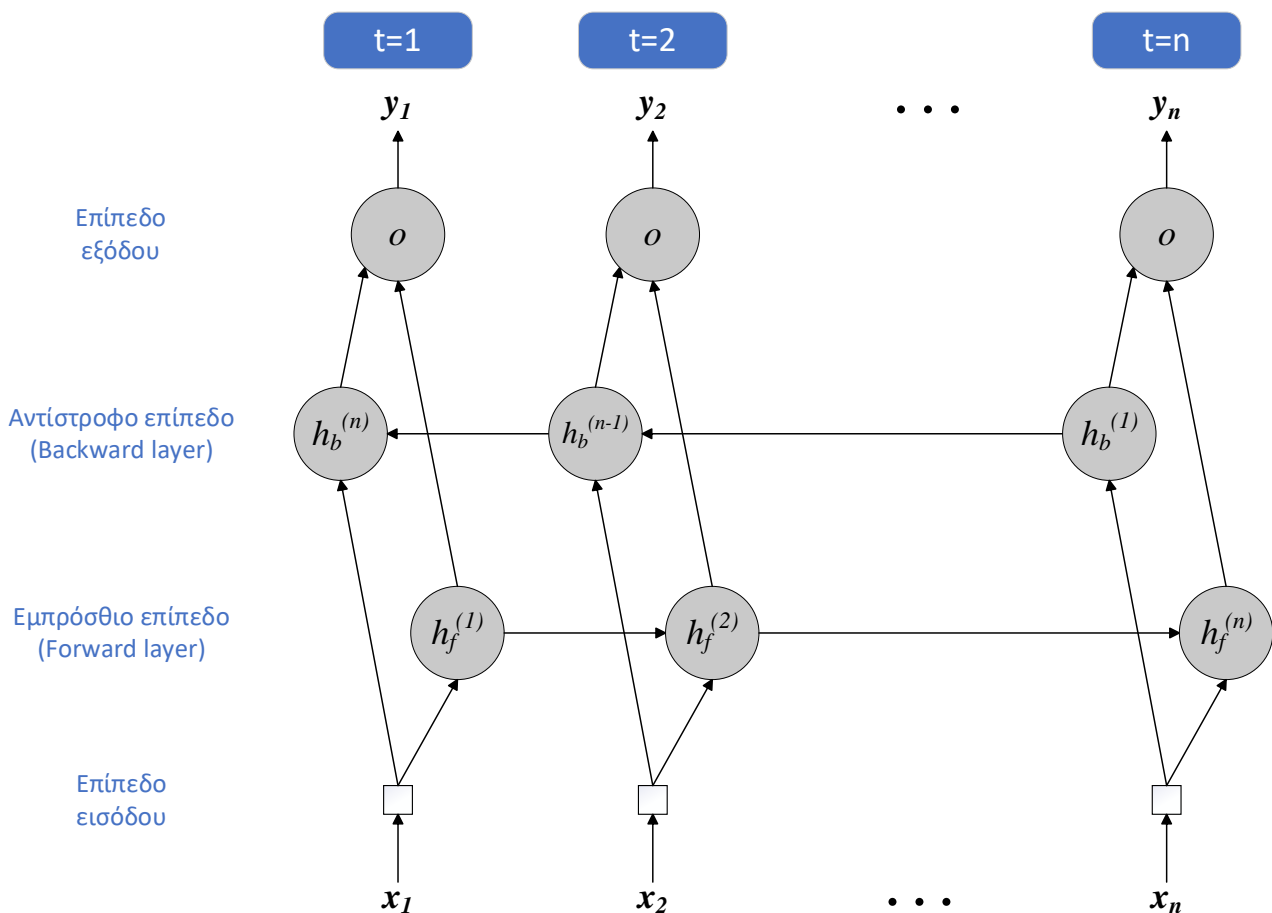 t=1 t=2 t=n
y1 y2 . . . yn
Επίπεδο
εξόδου
o o o
Αντίστροφο επίπεδο
(Backward layer)
hb(n) hb(n-1) hb(1)
Εμπρόσθιο επίπεδο
(Forward layer)
hf(1) hf(2) hf(n)
Επίπεδο
εισόδου
x1 x2 . . . xn